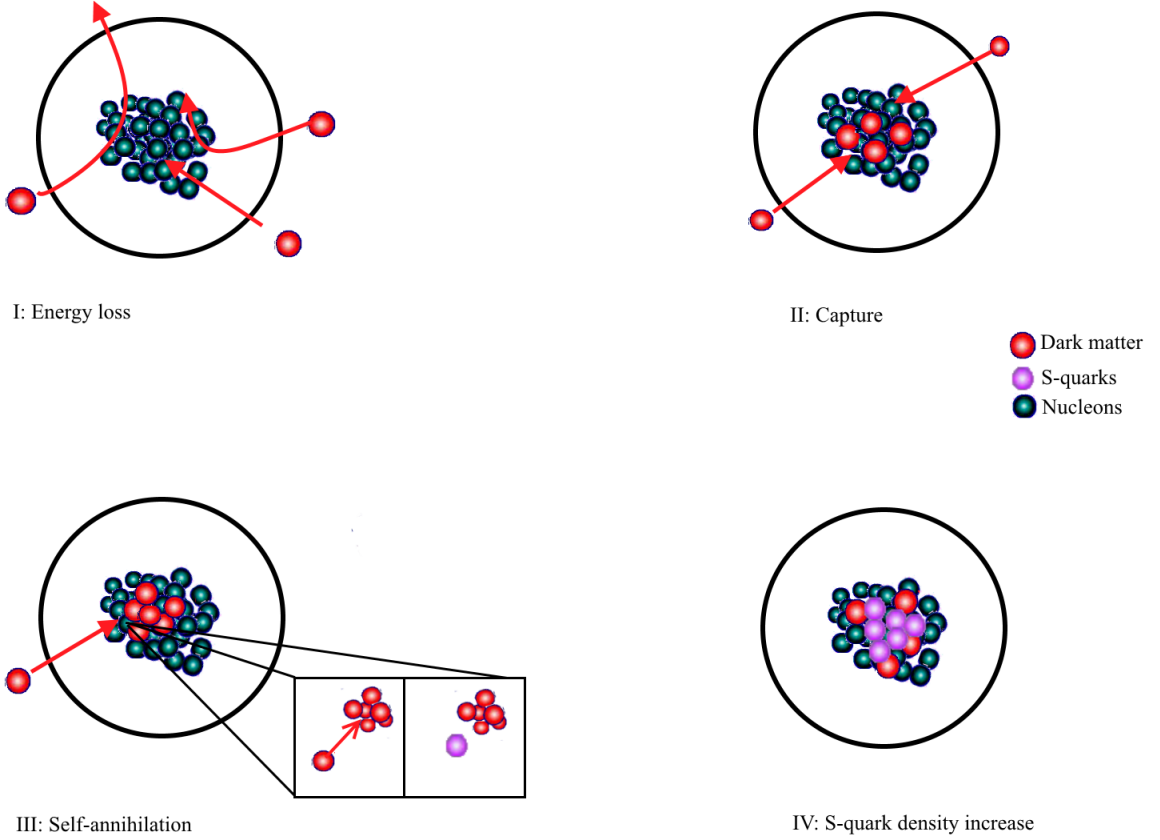 I: Energy loss
II: Capture
Dark matter
S-quarks
Nucleons
III: Self-annihilation
IV: S-quark density increase